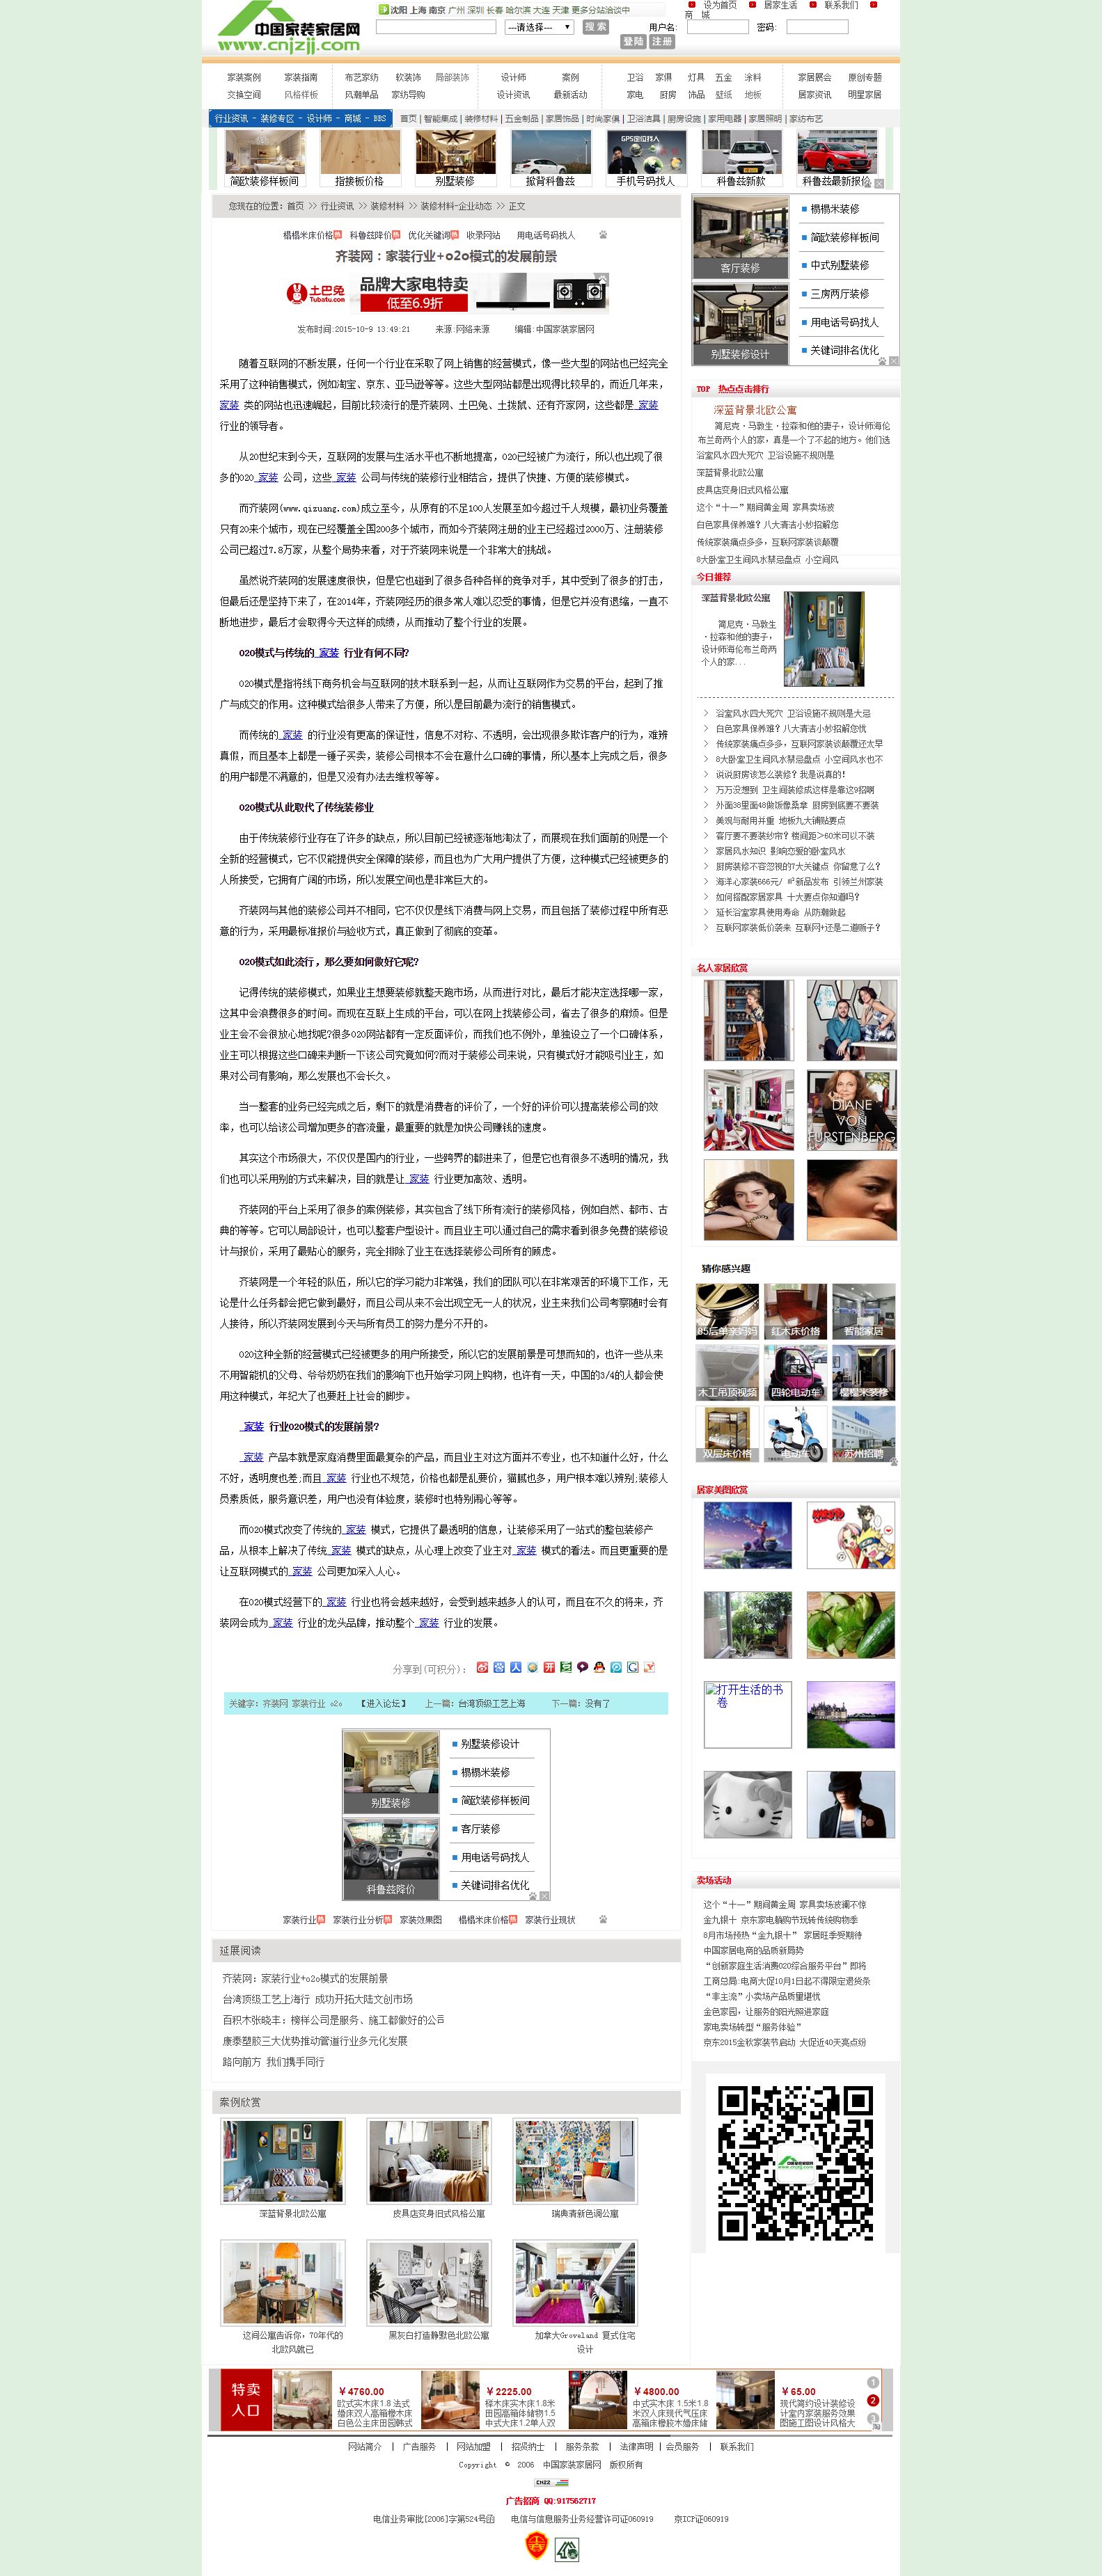 中国家装家居网
www.cnjzjj.com
沈阳 上海 南京 广州 深圳 长春 哈尔滨 大连 天津 更多分站洽谈中
设为首页 居家生活 联系我们
商 城
---请选择---
搜 索
用户名:
密码:
登陆 注册
家装案例 家装指南 布艺家纺 软装饰 局部装饰 设计师 案例 卫浴 家俱 灯具 五金 涂料 家居展会 原创专题
交换空间 风格样板 风潮单品 家纺导购 设计资讯 最新活动 家电 厨房 饰品 壁纸 地板 居家资讯 明星家居
行业资讯 - 装修专区 - 设计师 - 商城 - BBS
首页 | 智能集成 | 装修材料 | 五金制品 | 家居饰品 | 时尚家俱 | 卫浴洁具 | 厨房设施 | 家用电器 | 家居照明 | 家纺布艺
GPS定位找人
简欧装修样板间 指接板价格 别墅装修 掀背科鲁兹 手机号码找人 科鲁兹新款 科鲁兹最新报价
您现在的位置: 首页 >> 行业资讯 >> 装修材料 >> 装修材料-企业动态 >> 正文
榻榻米床价格 科鲁兹降价 优化关键词 收录网站 用电话号码找人
齐装网：家装行业+o2o模式的发展前景
土巴兔
Tubatu.com
品牌大家电特卖
低至6.9折
发布时间:2015-10-9 13:49:21 来源:网络来源 编辑:中国家装家居网
随着互联网的不断发展，任何一个行业在采取了网上销售的经营模式，像一些大型的网站也已经完全
采用了这种销售模式，例如淘宝、京东、亚马逊等等。这些大型网站都是出现得比较早的，而近几年来，
家装 类的网站也迅速崛起，目前比较流行的是齐装网、土巴兔、土拨鼠、还有齐家网，这些都是 家装
行业的领导者。
从20世纪末到今天，互联网的发展与生活水平也不断地提高，O2O已经被广为流行，所以也出现了很
多的O2O 家装 公司，这些 家装 公司与传统的装修行业相结合，提供了快捷、方便的装修模式。
而齐装网(www.qizuang.com)成立至今，从原有的不足100人发展至如今超过千人规模，最初业务覆盖
只有20来个城市，现在已经覆盖全国200多个城市，而如今齐装网注册的业主已经超过2000万、注册装修
公司已超过7.8万家，从整个局势来看，对于齐装网来说是一个非常大的挑战。
虽然说齐装网的发展速度很快，但是它也碰到了很多各种各样的竞争对手，其中受到了很多的打击，
但最后还是坚持下来了，在2014年，齐装网经历的很多常人难以忍受的事情，但是它并没有退缩，一直不
断地进步，最后才会取得今天这样的成绩，从而推动了整个行业的发展。
O2O模式与传统的 家装 行业有何不同?
O2O模式是指将线下商务机会与互联网的技术联系到一起，从而让互联网作为交易的平台，起到了推
广与成交的作用。这种模式给很多人带来了方便，所以是目前最为流行的销售模式。
而传统的 家装 的行业没有更高的保证性，信息不对称、不透明，会出现很多欺诈客户的行为，难辨
真假，而且基本上都是一锤子买卖，装修公司根本不会在意什么口碑的事情，所以基本上完成之后，很多
的用户都是不满意的，但是又没有办法去维权等等。
O2O模式从此取代了传统装修业
由于传统装修行业存在了许多的缺点，所以目前已经被逐渐地淘汰了，而展现在我们面前的则是一个
全新的经营模式，它不仅能提供安全保障的装修，而且也为广大用户提供了方便，这种模式已经被更多的
人所接受，它拥有广阔的市场，所以发展空间也是非常巨大的。
齐装网与其他的装修公司并不相同，它不仅仅是线下消费与网上交易，而且包括了装修过程中所有恶
意的行为，采用最标准报价与验收方式，真正做到了彻底的变革。
O2O模式如此流行，那么要如何做好它呢?
记得传统的装修模式，如果业主想要装修就整天跑市场，从而进行对比，最后才能决定选择哪一家，
这其中会浪费很多的时间。而现在互联上生成的平台，可以在网上找装修公司，省去了很多的麻烦。但是
业主会不会很放心地找呢?很多O2O网站都有一定反面评价，而我们也不例外，单独设立了一个口碑体系，
业主可以根据这些口碑来判断一下该公司究竟如何?而对于装修公司来说，只有模式好才能吸引业主，如
果对公司有影响，那么发展也不会长久。
当一整套的业务已经完成之后，剩下的就是消费者的评价了，一个好的评价可以提高装修公司的效
率，也可以给该公司增加更多的客流量，最重要的就是加快公司赚钱的速度。
其实这个市场很大，不仅仅是国内的行业，一些跨界的都进来了，但是它也有很多不透明的情况，我
们也可以采用别的方式来解决，目的就是让 家装 行业更加高效、透明。
齐装网的平台上采用了很多的案例装修，其实包含了线下所有流行的装修风格，例如自然、都市、古
典的等等。它可以局部设计，也可以整套户型设计。而且业主可以通过自己的需求看到很多免费的装修设
计与报价，采用了最贴心的服务，完全排除了业主在选择装修公司所有的顾虑。
齐装网是一个年轻的队伍，所以它的学习能力非常强，我们的团队可以在非常艰苦的环境下工作，无
论是什么任务都会把它做到最好，而且公司从来不会出现空无一人的状况，业主来我们公司考察随时会有
人接待，所以齐装网发展到今天与所有员工的努力是分不开的。
O2O这种全新的经营模式已经被更多的用户所接受，所以它的发展前景是可想而知的，也许一些从来
不用智能机的父母、爷爷奶奶在我们的影响下也开始学习网上购物，也许有一天，中国的3/4的人都会使
用这种模式，年纪大了也要赶上社会的脚步。
家装 行业O2O模式的发展前景?
家装 产品本就是家庭消费里面最复杂的产品，而且业主对这方面并不专业，也不知道什么好，什么
不好，透明度也差;而且 家装 行业也不规范，价格也都是乱要价，猫腻也多，用户根本难以辨别;装修人
员素质低，服务意识差，用户也没有体验度，装修时也特别闹心等等。
而O2O模式改变了传统的 家装 模式，它提供了最透明的信息，让装修采用了一站式的整包装修产
品，从根本上解决了传统 家装 模式的缺点，从心理上改变了业主对 家装 模式的看法。而且更重要的是
让互联网模式的 家装 公司更加深入人心。
在O2O模式经营下的 家装 行业也将会越来越好，会受到越来越多人的认可，而且在不久的将来，齐
装网会成为 家装 行业的龙头品牌，推动整个 家装 行业的发展。
分享到(可积分)：
关键字: 齐装网 家装行业 o2o 【进入论坛】 上一篇: 台湾顶级工艺上海 下一篇: 没有了
别墅装修
科鲁兹降价
别墅装修设计
榻榻米装修
简欧装修样板间
客厅装修
用电话号码找人
关键词排名优化
家装行业 家装行业分析 家装效果图 榻榻米床价格 家装行业现状
延展阅读
齐装网：家装行业+o2o模式的发展前景
台湾顶级工艺上海行 成功开拓大陆文创市场
百积木张晓丰：榜样公司是服务、施工都做好的公司
康泰塑胶三大优势推动管道行业多元化发展
路向前方 我们携手同行
案例欣赏
深蓝背景北欧公寓 皮具店变身旧式风格公寓 瑞典清新色调公寓
这间公寓告诉你，70年代的
北欧风就已
黑灰白打造静默色北欧公寓
加拿大Groveland 复式住宅
设计
客厅装修
别墅装修设计
榻榻米装修
简欧装修样板间
中式别墅装修
三房两厅装修
用电话号码找人
关键词排名优化
TOP 热点点击排行
深蓝背景北欧公寓
简尼克·马敦生·拉森和他的妻子，设计师海伦
布兰奇两个人的家，真是一个了不起的地方。他们选
浴室风水四大死穴 卫浴设施不规则是
深蓝背景北欧公寓
皮具店变身旧式风格公寓
这个“十一”期间黄金周 家具卖场波
白色家具保养难？八大清洁小妙招解您
传统家装痛点多多，互联网家装谈颠覆
8大卧室卫生间风水禁忌盘点 小空间风
今日推荐
深蓝背景北欧公寓
简尼克·马敦生
·拉森和他的妻子，
设计师海伦布兰奇两
个人的家...
浴室风水四大死穴 卫浴设施不规则是大忌
白色家具保养难？八大清洁小妙招解您忧
传统家装痛点多多，互联网家装谈颠覆还太早
8大卧室卫生间风水禁忌盘点 小空间风水也不
说说厨房该怎么装修？我是说真的！
万万没想到 卫生间装修成这样是靠这9招啊
外面38里面48做饭像桑拿 厨房到底要不要装
美观与耐用并重 地板九大铺贴要点
客厅要不要装纱帘？楼间距>60米可以不装
家居风水知识 影响恋爱的卧室风水
厨房装修不容忽视的7大关键点 你留意了么？
海洋心家装666元/㎡新品发布 引领兰州家装
如何搭配家居家具 十大要点你知道吗？
延长浴室家具使用寿命 从防潮做起
互联网家装低价袭来 互联网+还是二道贩子？
名人家居欣赏
DIANE
VON
FURSTENBERG
猜你感兴趣
85后单亲妈妈 红木床价格 智能家居
木工吊顶视频 四轮电动车 榻榻米装修
双层床价格 电动车 苏州招聘
居家美图欣赏
NARUTO
打开生活的书
卷
卖场活动
这个“十一”期间黄金周 家具卖场波澜不惊
金九银十 京东家电躺购节玩转传统购物季
8月市场预热“金九银十” 家居旺季受期待
中国家居电商的品质新局势
“创新家庭生活消费O2O综合服务平台”即将
工商总局:电商大促10月1日起不得限定退货条
“非主流”小卖场产品质量堪忧
金色家园，让服务的阳光照进家庭
家电卖场转型“服务体验”
京东2015金秋家装节启动 大促近40天亮点纷
中国家装家居网
www.cnjzjj.com
特卖
入口
￥4760.00
欧式实木床1.8 法式
婚床双人高箱橡木床
白色公主床田园韩式
￥2225.00
榉木床实木床1.8米
田园高箱体储物1.5
中式大床1.2单人双
￥4800.00
中式实木床 1.5米1.8
米双人床现代气压床
高箱床橡胶木婚床储
￥65.00
现代简约设计装修设
计室内家装服务效果
图施工图设计风格大
1
2
3
淘
网站简介 | 广告服务 | 网站加盟 | 招贤纳士 | 服务条款 | 法律声明 | 会员服务 | 联系我们
Copyright © 2006 中国家装家居网 版权所有
CNZZ
广告招商 QQ:917562717
电信业务审批[2006]字第524号函 电信与信息服务业务经营许可证060919 京ICP证060919